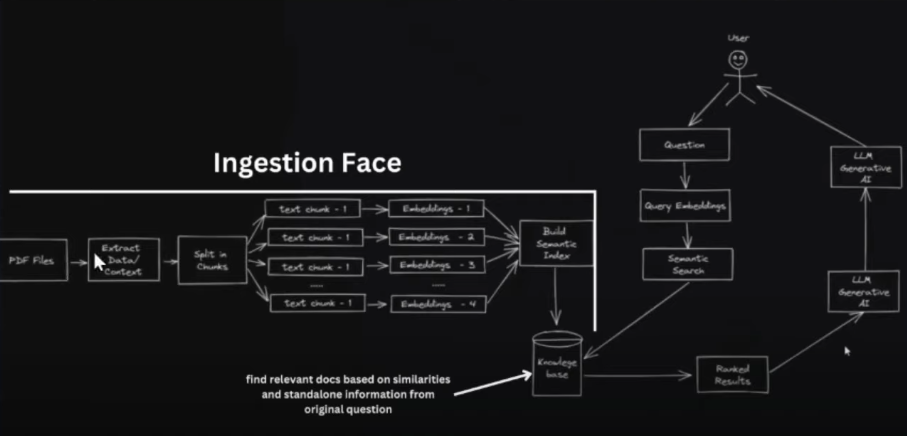 User
Question
Query Embeddings
Semantic
Search
LLM
Generative
AI
LLM
Generative
AI
Ingestion Face
PDF Files
Extract
Data/
Context
Split in
Chunks
text chunk - 1
Embeddings - 1
text chunk - 1
Embeddings - 2
text chunk - 1
Embeddings - 3
.....
.....
text chunk - 1
Embeddings - 4
Build
Semantic
Index
Knowlege
base
Ranked
Results
find relevant docs based on similarities
and standalone information from
original question